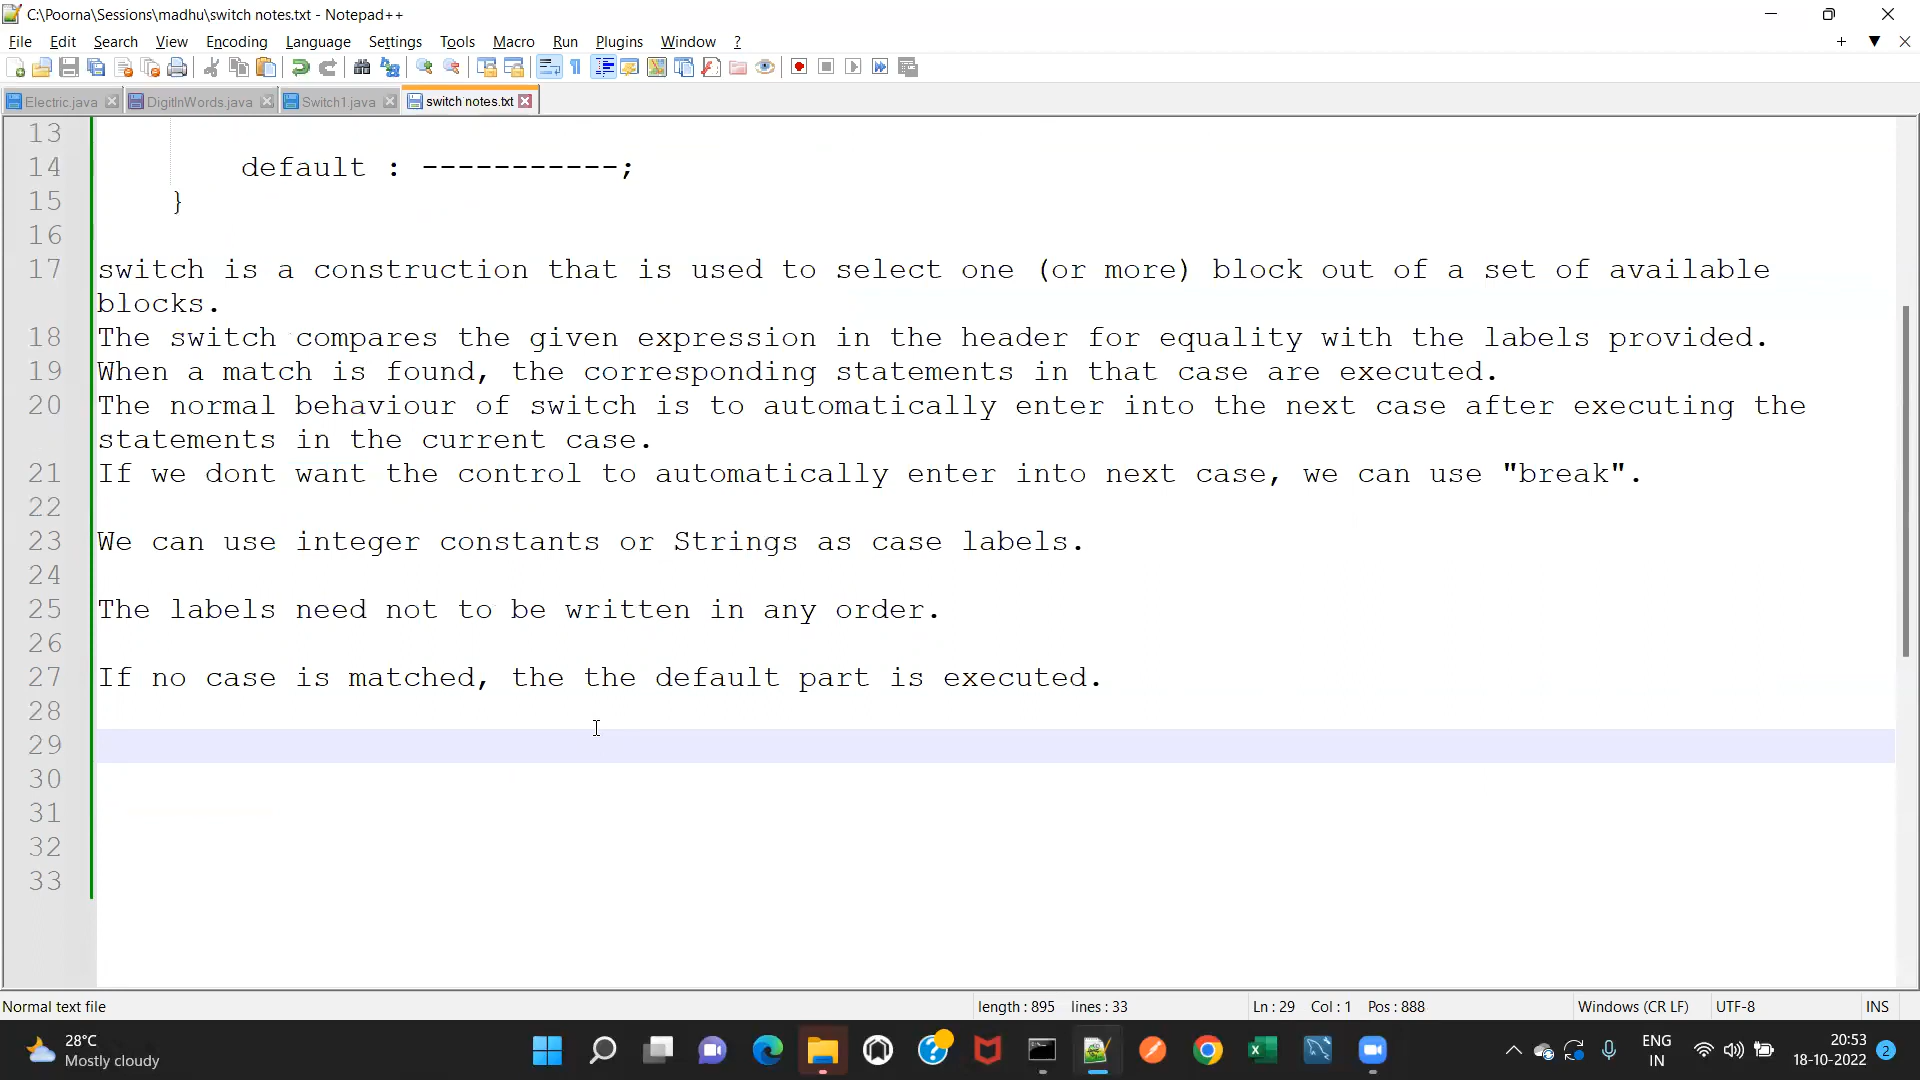 C:\Poorna\Sessions\madhu\switch notes.txt - Notepad++
File Edit Search View Encoding Language Settings Tools Macro Run Plugins Window ?
Electric.java DigitInWords.java Switch1.java switch notes.txt
13
14 default : -----------;
15 }
16
17 switch is a construction that is used to select one (or more) block out of a set of available
blocks.
18 The switch compares the given expression in the header for equality with the labels provided.
19 When a match is found, the corresponding statements in that case are executed.
20 The normal behaviour of switch is to automatically enter into the next case after executing the
statements in the current case.
21 If we dont want the control to automatically enter into next case, we can use "break".
22
23 We can use integer constants or Strings as case labels.
24
25 The labels need not to be written in any order.
26
27 If no case is matched, the the default part is executed.
28
29
30
31
32
33
Normal text file length : 895 lines : 33 Ln : 29 Col : 1 Pos : 888 Windows (CR LF) UTF-8 INS
28°C
Mostly cloudy
ENG
IN
20:53
18-10-2022
2